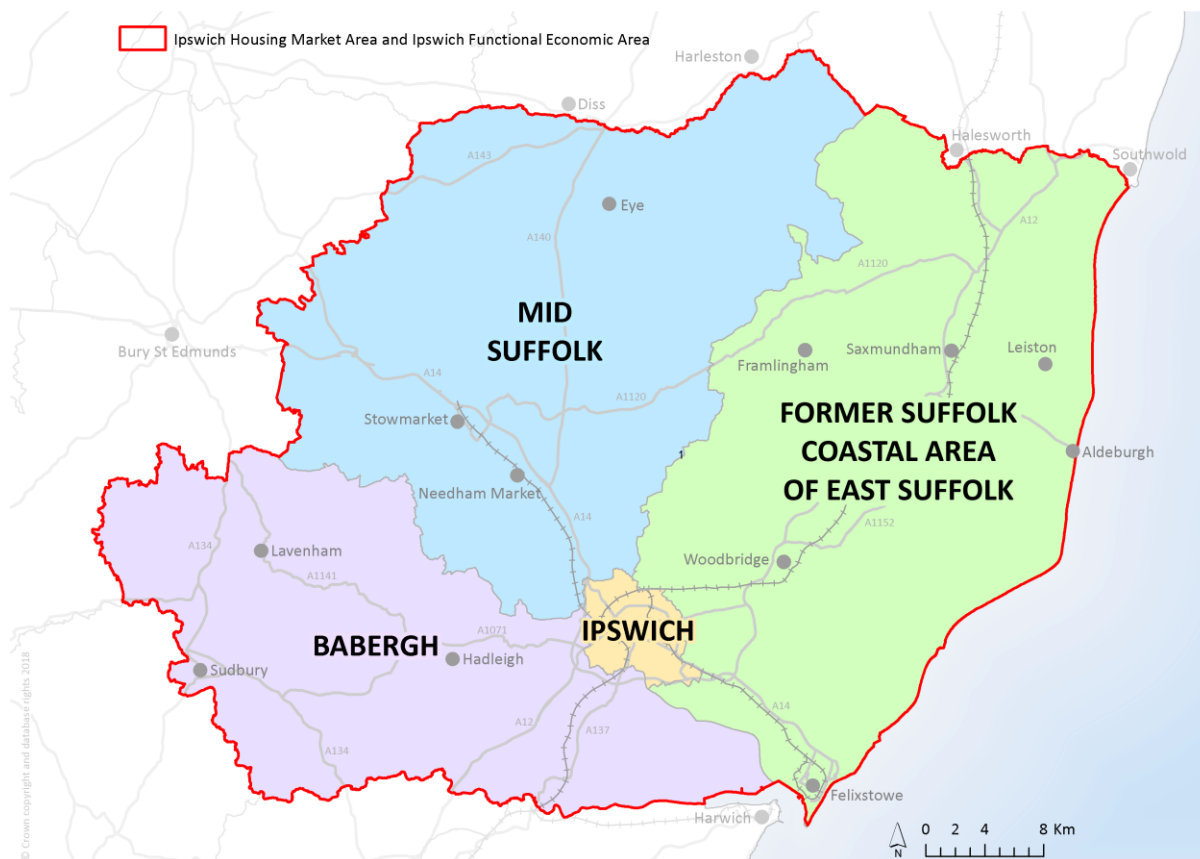 Ipswich Housing Market Area and Ipswich Functional Economic Area
Harleston
Diss
Halesworth
Southwold
A143
Eye
A12
A140
A1120
MID
SUFFOLK
Bury St Edmunds
Saxmundham
Leiston
Framlingham
A14
A1120
Stowmarket
FORMER SUFFOLK
COASTAL AREA
OF EAST SUFFOLK
Aldeburgh
1
Needham Market
A14
A1152
A134
Lavenham
Woodbridge
A1141
A1071
IPSWICH
BABERGH
Hadleigh
Sudbury
A14
A12
A137
A134
Felixstowe
Harwich
N
0 2 4 8 Km
© Crown copyright and database rights 2018